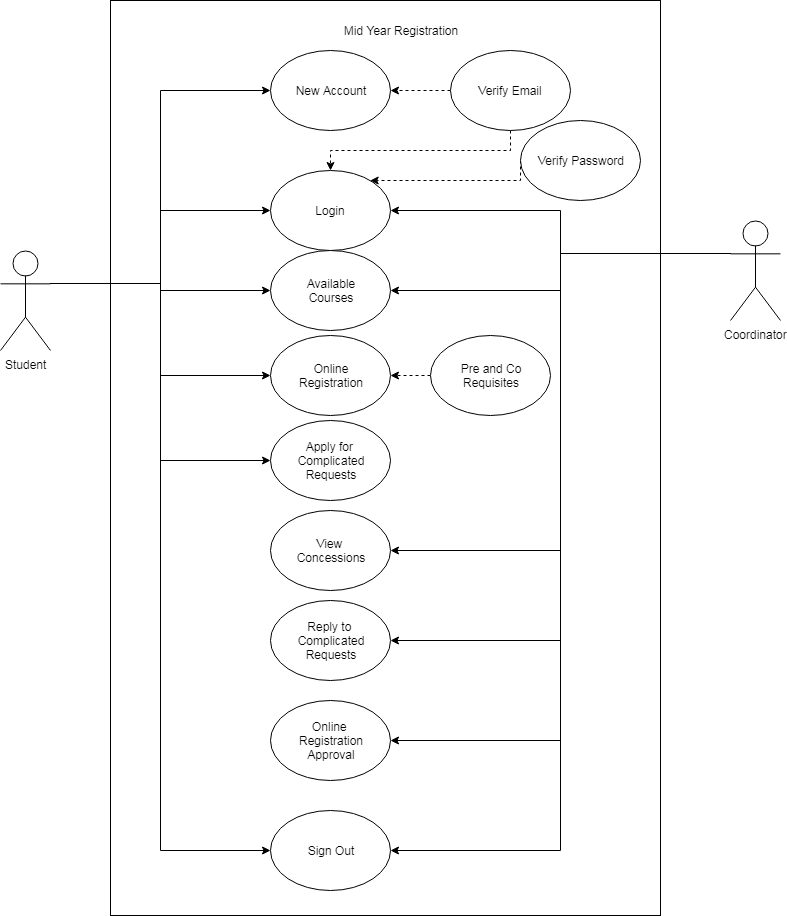 Mid Year Registration
New Account
Verify Email
Verify Password
Login
Available
Courses
Student
Coordinator
Online
Registration
Pre and Co
Requisites
Apply for
Complicated
Requests
View
Concessions
Reply to
Complicated
Requests
Online
Registration
Approval
Sign Out